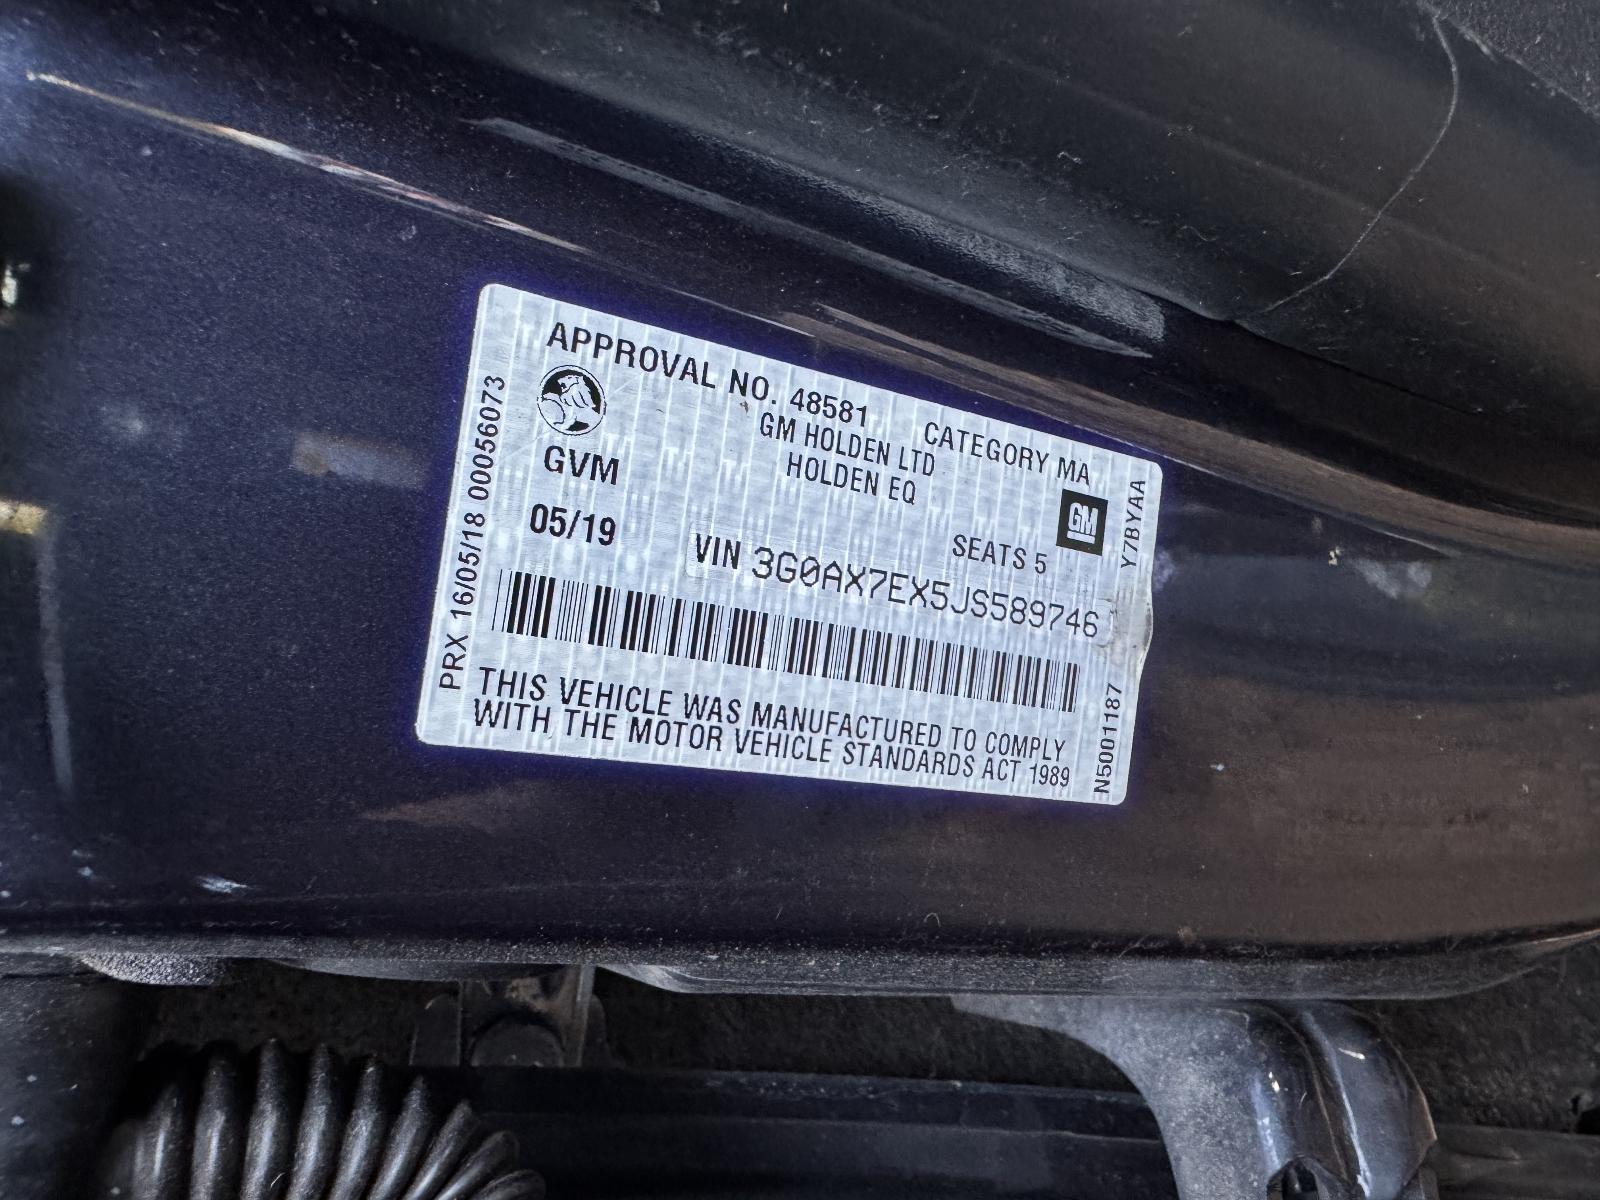 APPROVAL NO. 48581 CATEGORY MA
GM HOLDEN LTD
HOLDEN EQ
GVM
GM
05/19
SEATS 5
VIN 3G0AX7EX5JS589746
THIS VEHICLE WAS MANUFACTURED TO COMPLY
WITH THE MOTOR VEHICLE STANDARDS ACT 1989
PRX 16/05/18 00056073
N5001187
Y7BYAA